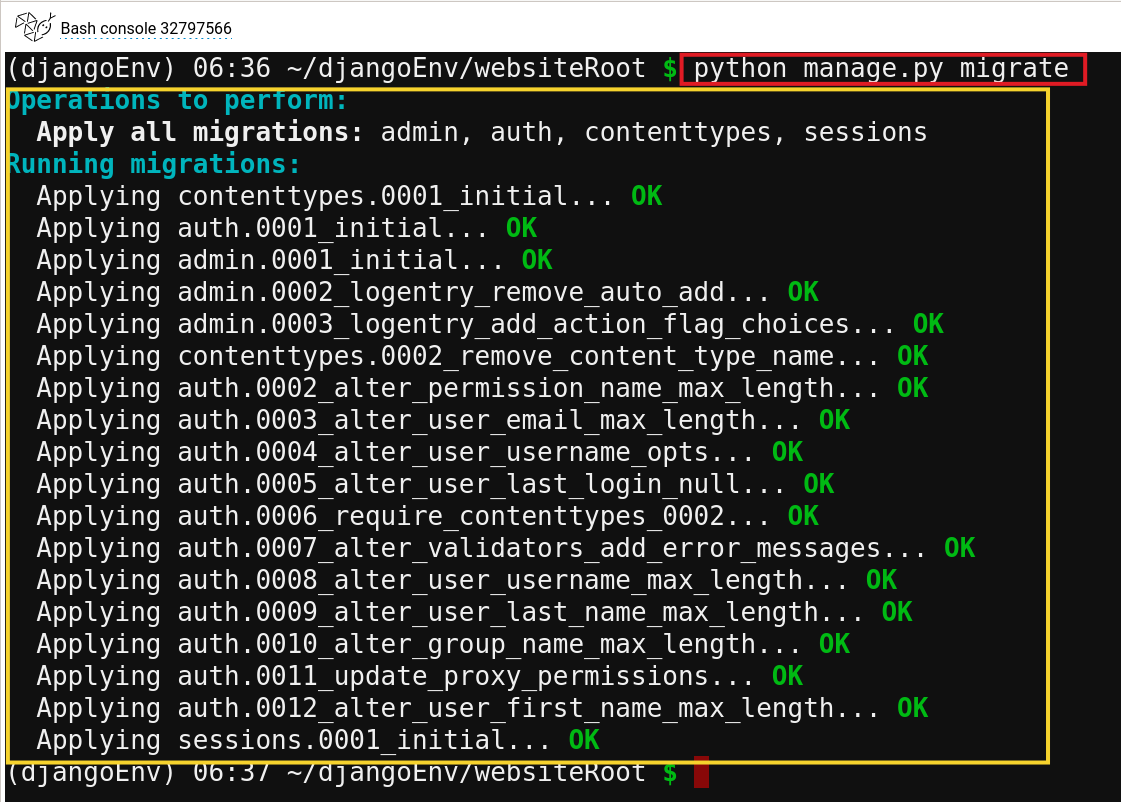 Bash console 32797566
(djangoEnv) 06:36 ~/djangoEnv/websiteRoot $ python manage.py migrate
Operations to perform:
  Apply all migrations: admin, auth, contenttypes, sessions
Running migrations:
  Applying contenttypes.0001_initial... OK
  Applying auth.0001_initial... OK
  Applying admin.0001_initial... OK
  Applying admin.0002_logentry_remove_auto_add... OK
  Applying admin.0003_logentry_add_action_flag_choices... OK
  Applying contenttypes.0002_remove_content_type_name... OK
  Applying auth.0002_alter_permission_name_max_length... OK
  Applying auth.0003_alter_user_email_max_length... OK
  Applying auth.0004_alter_user_username_opts... OK
  Applying auth.0005_alter_user_last_login_null... OK
  Applying auth.0006_require_contenttypes_0002... OK
  Applying auth.0007_alter_validators_add_error_messages... OK
  Applying auth.0008_alter_user_username_max_length... OK
  Applying auth.0009_alter_user_last_name_max_length... OK
  Applying auth.0010_alter_group_name_max_length... OK
  Applying auth.0011_update_proxy_permissions... OK
  Applying auth.0012_alter_user_first_name_max_length... OK
  Applying sessions.0001_initial... OK
(djangoEnv) 06:37 ~/djangoEnv/websiteRoot $